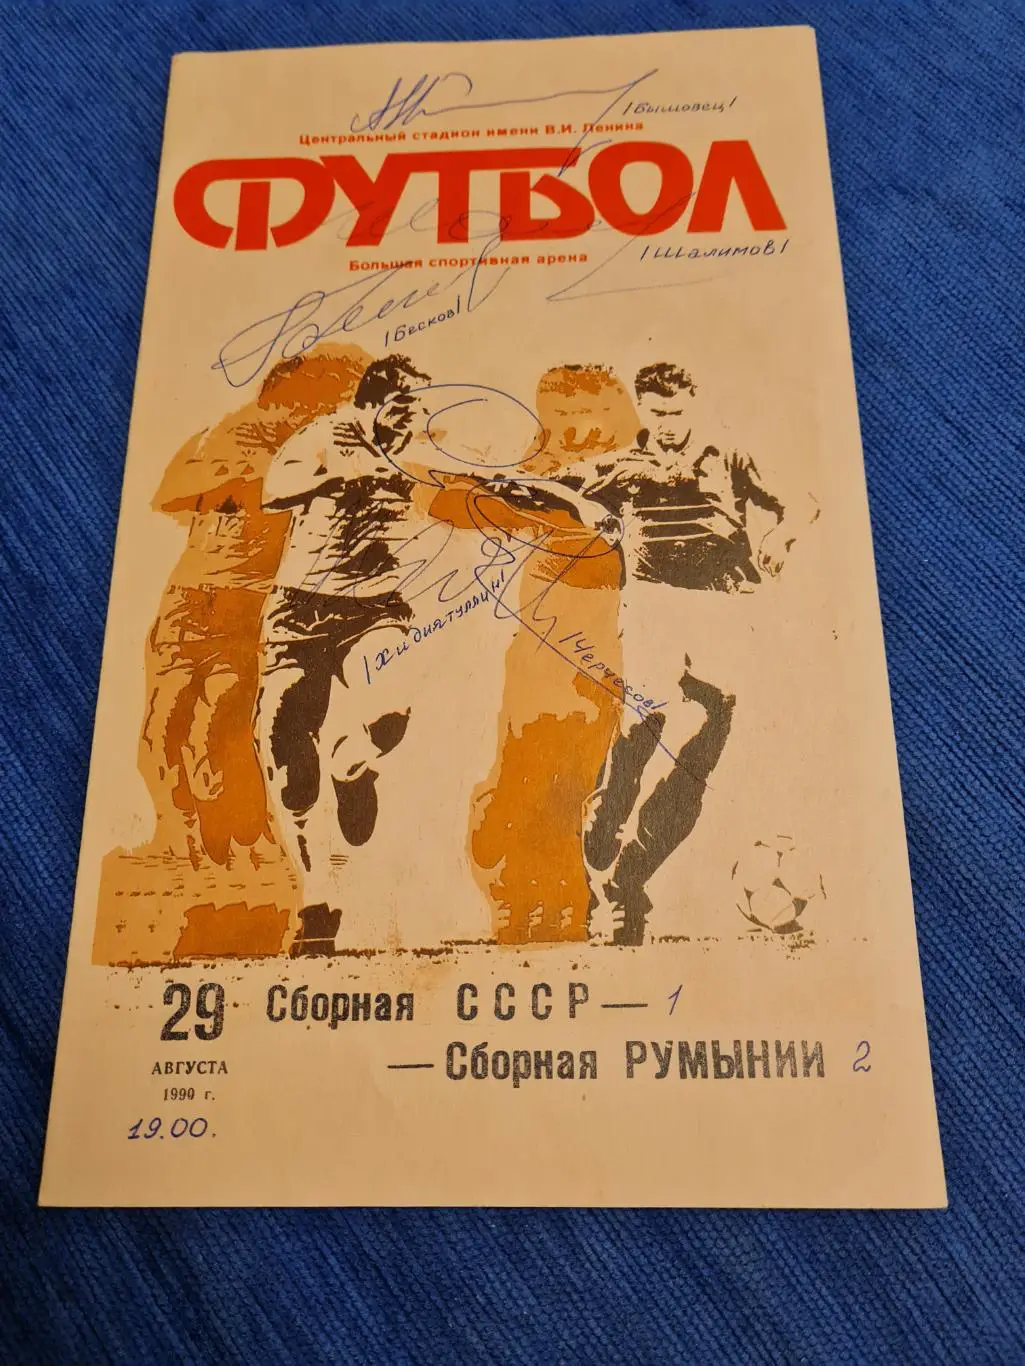 /Бышовец/
Центральный стадион имени В.И. Ленина
ФУТБОЛ
/Шалимов/
Большая спортивная арена
/Бесков/
/Хидиятуллин/
/Черчесов/
29 Сборная СССР — 1
АВГУСТА — Сборная РУМЫНИИ 2
1990 г.
19.00.